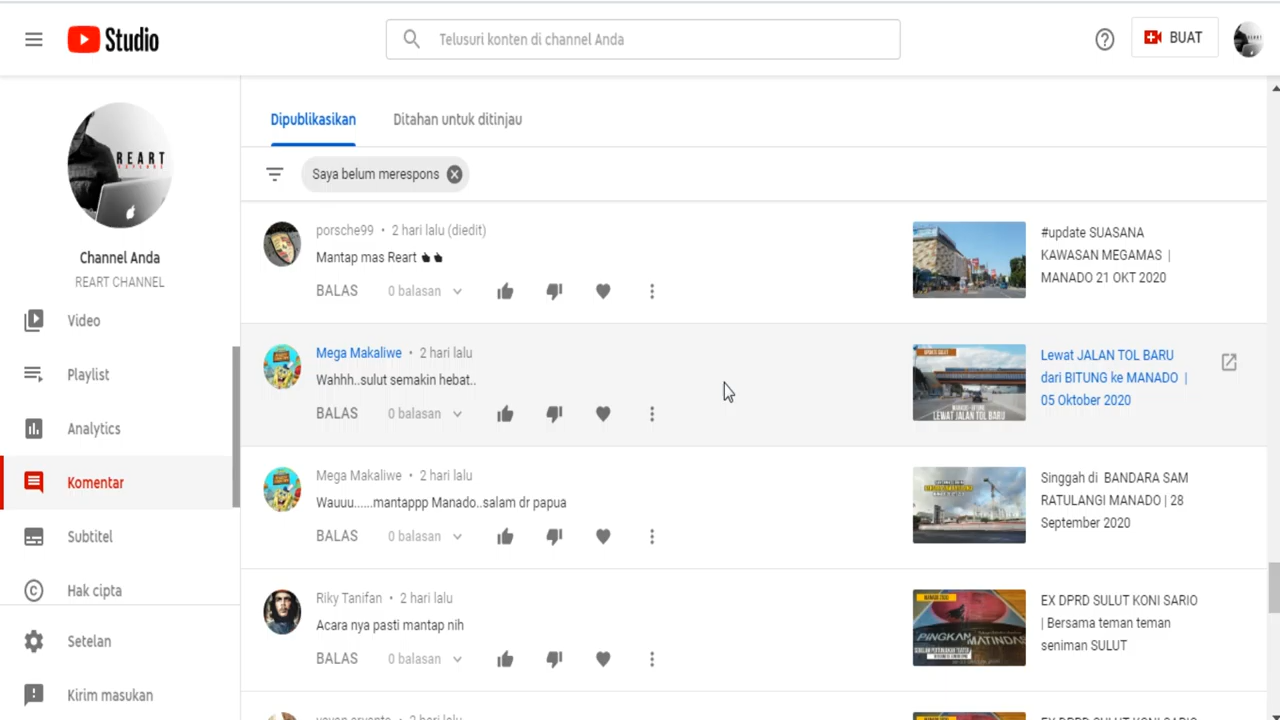 Studio
Telusuri konten di channel Anda
BUAT
REART
Channel Anda
REART CHANNEL
Video
Playlist
Analytics
Komentar
Subtitel
Hak cipta
Setelan
Kirim masukan
Dipublikasikan
Ditahan untuk ditinjau
Saya belum merespons
porsche99 • 2 hari lalu (diedit)
Mantap mas Reart
BALAS 0 balasan
#update SUASANA
KAWASAN MEGAMAS |
MANADO 21 OKT 2020
Mega Makaliwe • 2 hari lalu
Wahhh..sulut semakin hebat..
BALAS 0 balasan
LEWAT JALAN TOL BARU
Lewat JALAN TOL BARU
dari BITUNG ke MANADO |
05 Oktober 2020
Mega Makaliwe • 2 hari lalu
Wauuu......mantappp Manado..salam dr papua
BALAS 0 balasan
Singgah di BANDARA SAM
RATULANGI MANADO | 28
September 2020
Riky Tanifan • 2 hari lalu
Acara nya pasti mantap nih
BALAS 0 balasan
PINGKAN MATINDAS
EX DPRD SULUT KONI SARIO
| Bersama teman teman
seniman SULUT